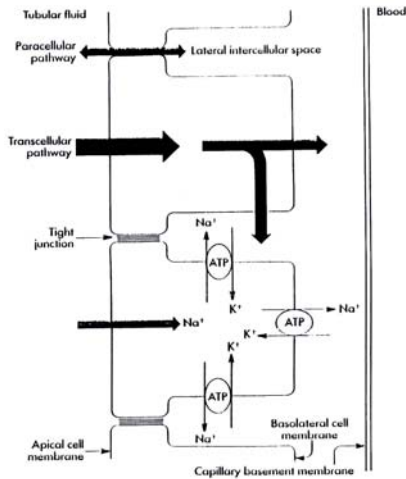 Tubular fluid
Blood
Paracellular
pathway
Lateral intercellular
space
Transcellular
pathway
Tight
junction
Na⁺
ATP
K⁺
Na⁺
ATP
Na⁺
K⁺
K⁺
ATP
Na⁺
Apical cell
membrane
Basolateral cell
membrane
Capillary basement membrane